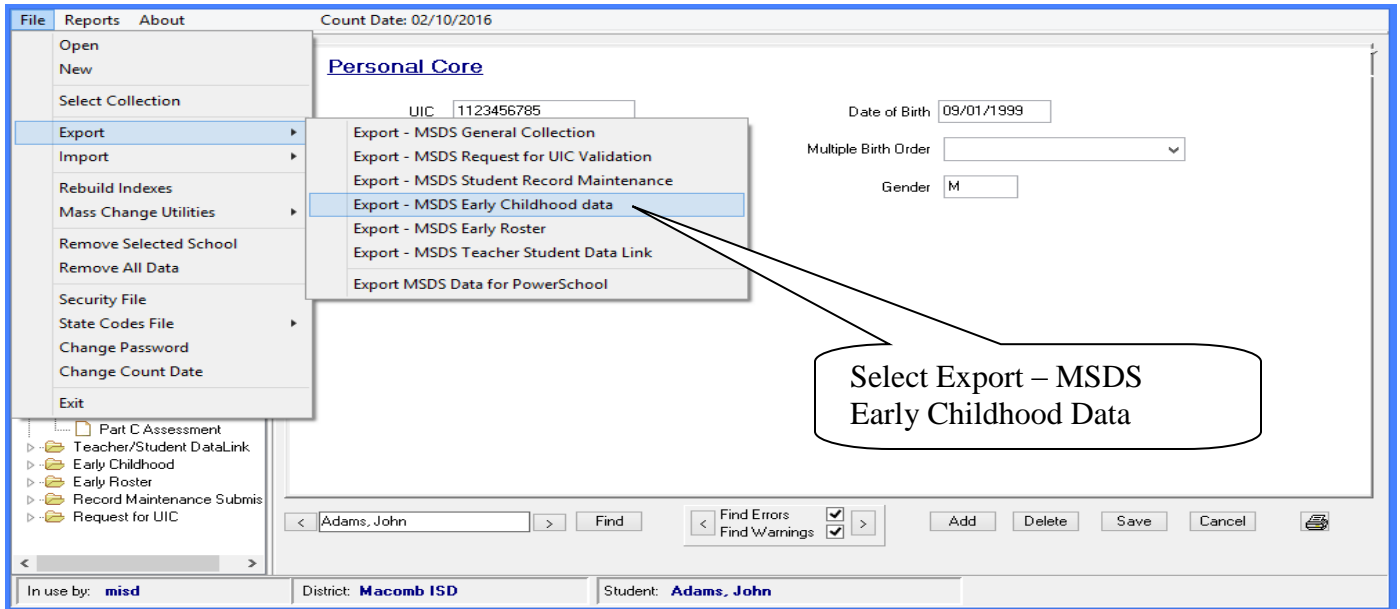 File Reports About Count Date: 02/10/2016
Open
New
Select Collection
Export
Import
Rebuild Indexes
Mass Change Utilities
Remove Selected School
Remove All Data
Security File
State Codes File
Change Password
Change Count Date
Exit
Export - MSDS General Collection
Export - MSDS Request for UIC Validation
Export - MSDS Student Record Maintenance
Export - MSDS Early Childhood data
Export - MSDS Early Roster
Export - MSDS Teacher Student Data Link
Export MSDS Data for PowerSchool
Personal Core
UIC 1123456785
Date of Birth 09/01/1999
Multiple Birth Order
Gender M
Select Export – MSDS
Early Childhood Data
Part C Assessment
Teacher/Student DataLink
Early Childhood
Early Roster
Record Maintenance Submis
Request for UIC
< Adams, John > Find < Find Errors > Add Delete Save Cancel
Find Warnings
< >
In use by: misd District: Macomb ISD Student: Adams, John